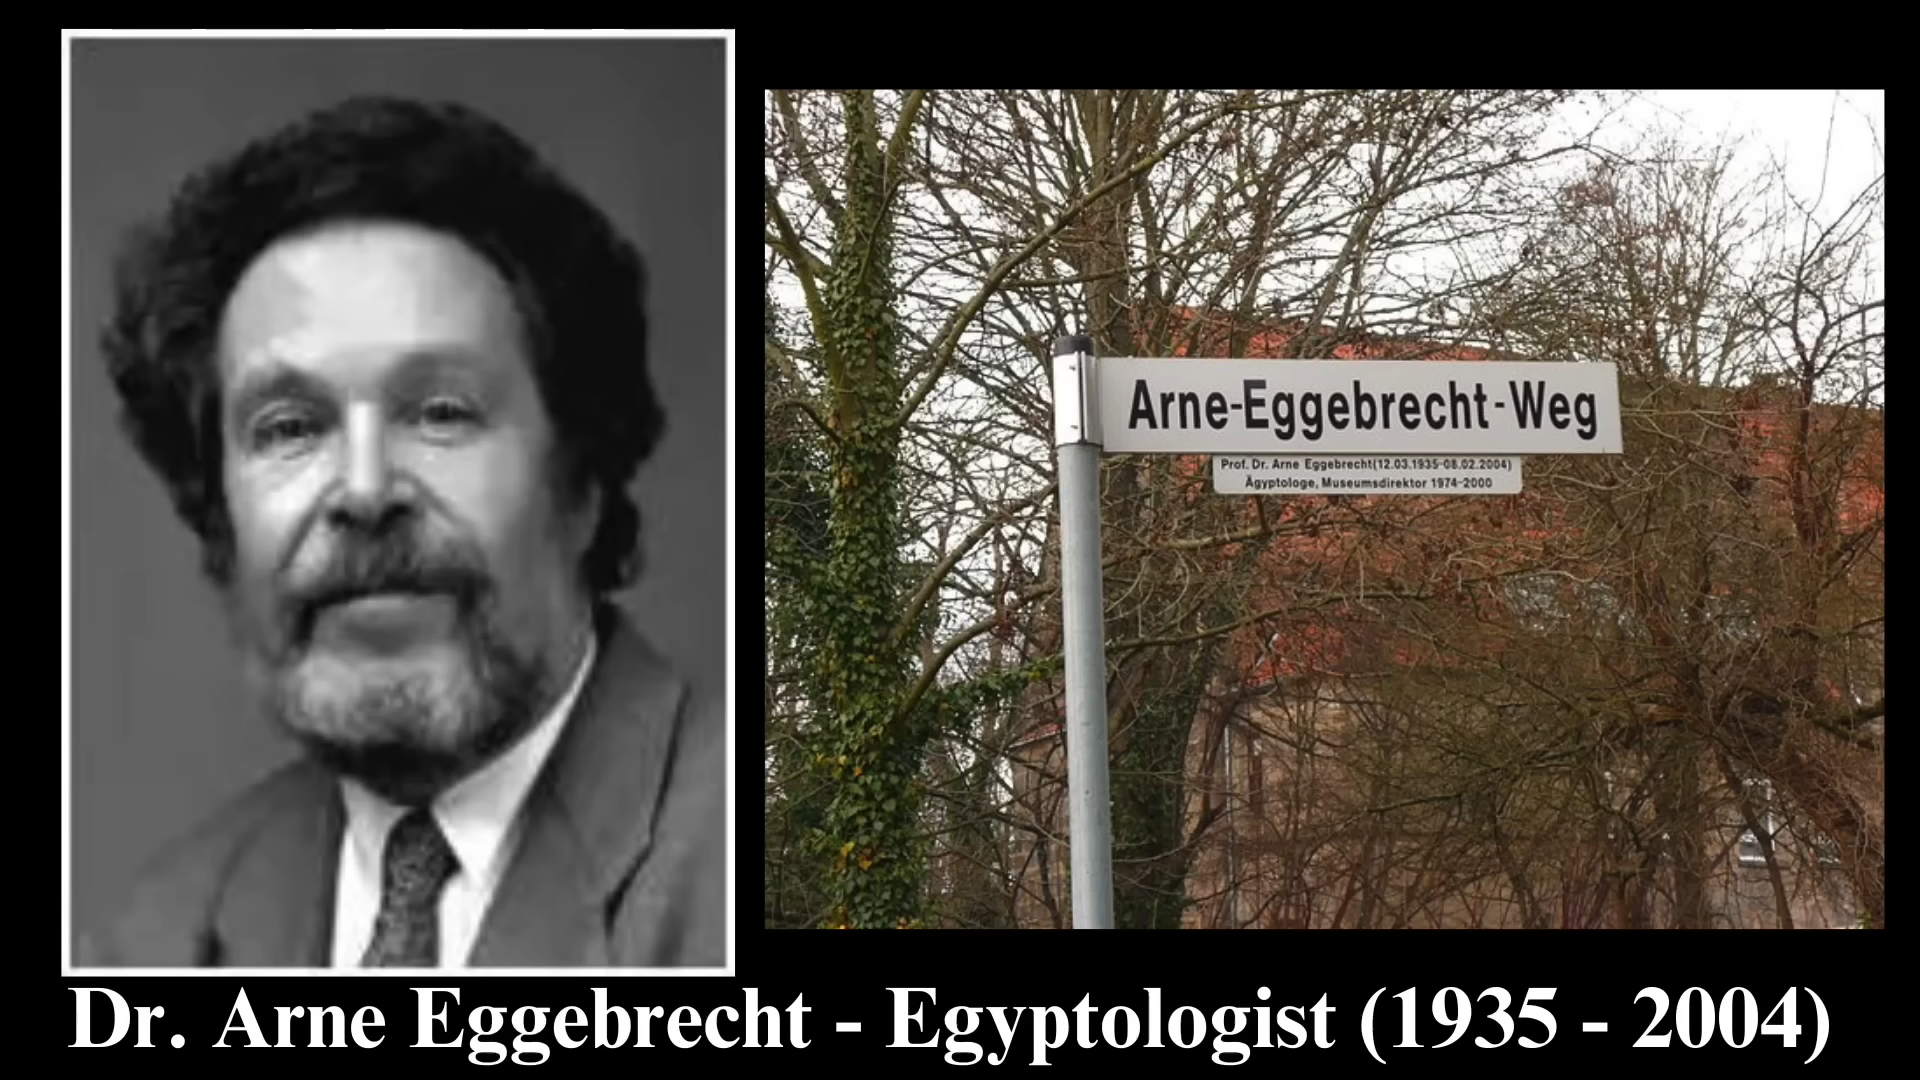 Arne-Eggebrecht-Weg
Prof. Dr. Arne Eggebrecht(12.03.1935-08.02.2004)
Ägyptologe, Museumsdirektor 1974-2000
Dr. Arne Eggebrecht - Egyptologist (1935 - 2004)